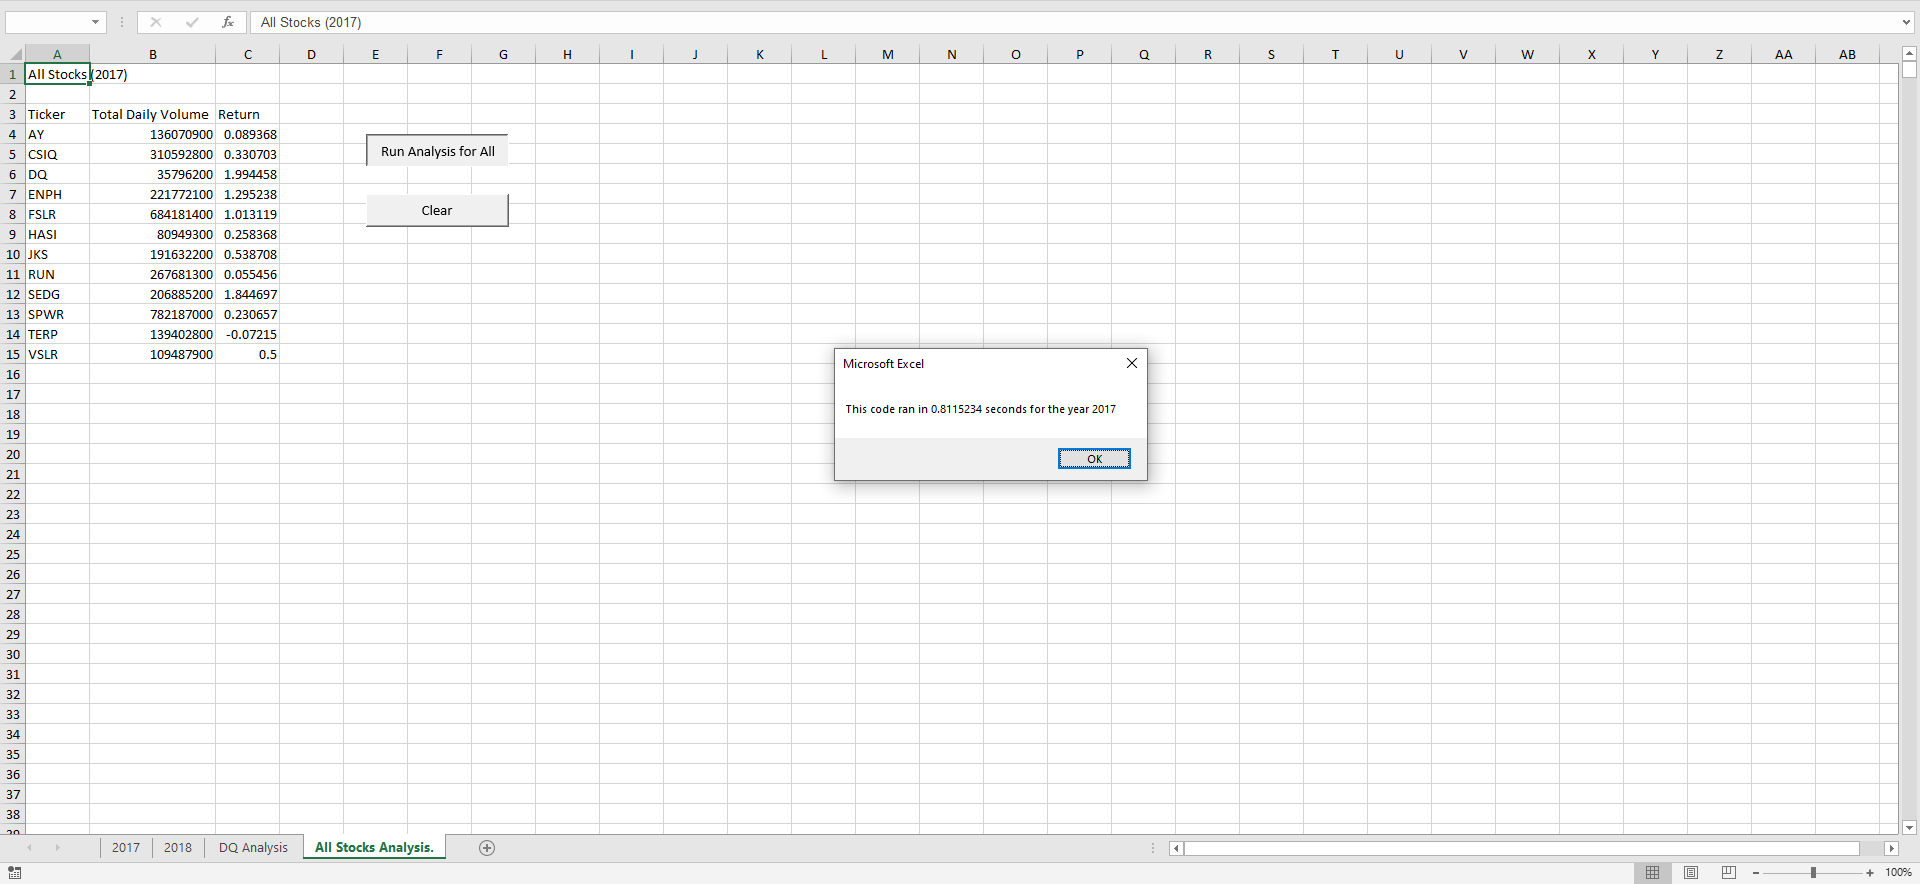 fx All Stocks (2017)
A B C D E F G H I J K L M N O P Q R S T U V W X Y Z AA AB
1 All Stocks (2017)
2
3 Ticker Total Daily Volume Return
4 AY 136070900 0.089368
5 CSIQ 310592800 0.330703
6 DQ 35796200 1.994458
7 ENPH 221772100 1.295238
8 FSLR 684181400 1.013119
9 HASI 80949300 0.258368
10 JKS 191632200 0.538708
11 RUN 267681300 0.055456
12 SEDG 206885200 1.844697
13 SPWR 782187000 0.230657
14 TERP 139402800 -0.07215
15 VSLR 109487900 0.5
Run Analysis for All
Clear
16
17
18
19
20
21
22
23
24
25
26
27
28
29
30
31
32
33
34
35
36
37
38
39
Microsoft Excel
This code ran in 0.8115234 seconds for the year 2017
OK
2017 2018 DQ Analysis All Stocks Analysis.
100%